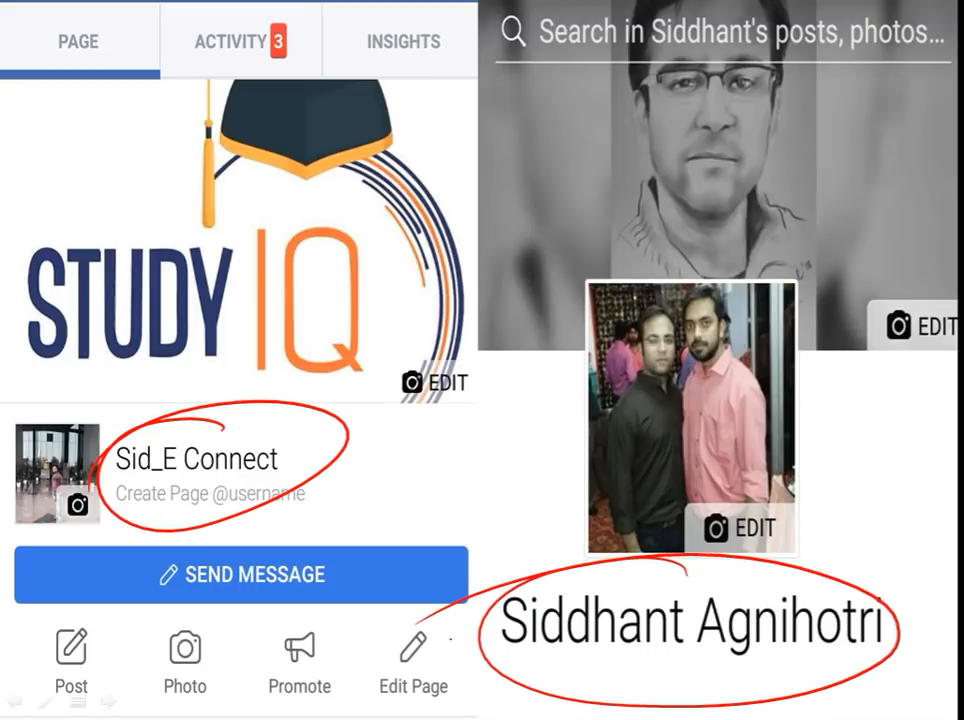 PAGE
ACTIVITY 3
INSIGHTS
STUDY IQ
EDIT
Sid_E Connect
Create Page @username
SEND MESSAGE
Post
Photo
Promote
Edit Page
Search in Siddhant's posts, photos...
EDIT
EDIT
Siddhant Agnihotri